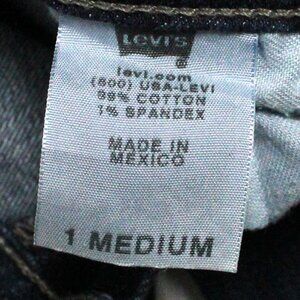 LEVI'S
®
levi.com
(800) USA-LEVI
99% COTTON
1% SPANDEX
MADE IN
MEXICO
1 MEDIUM